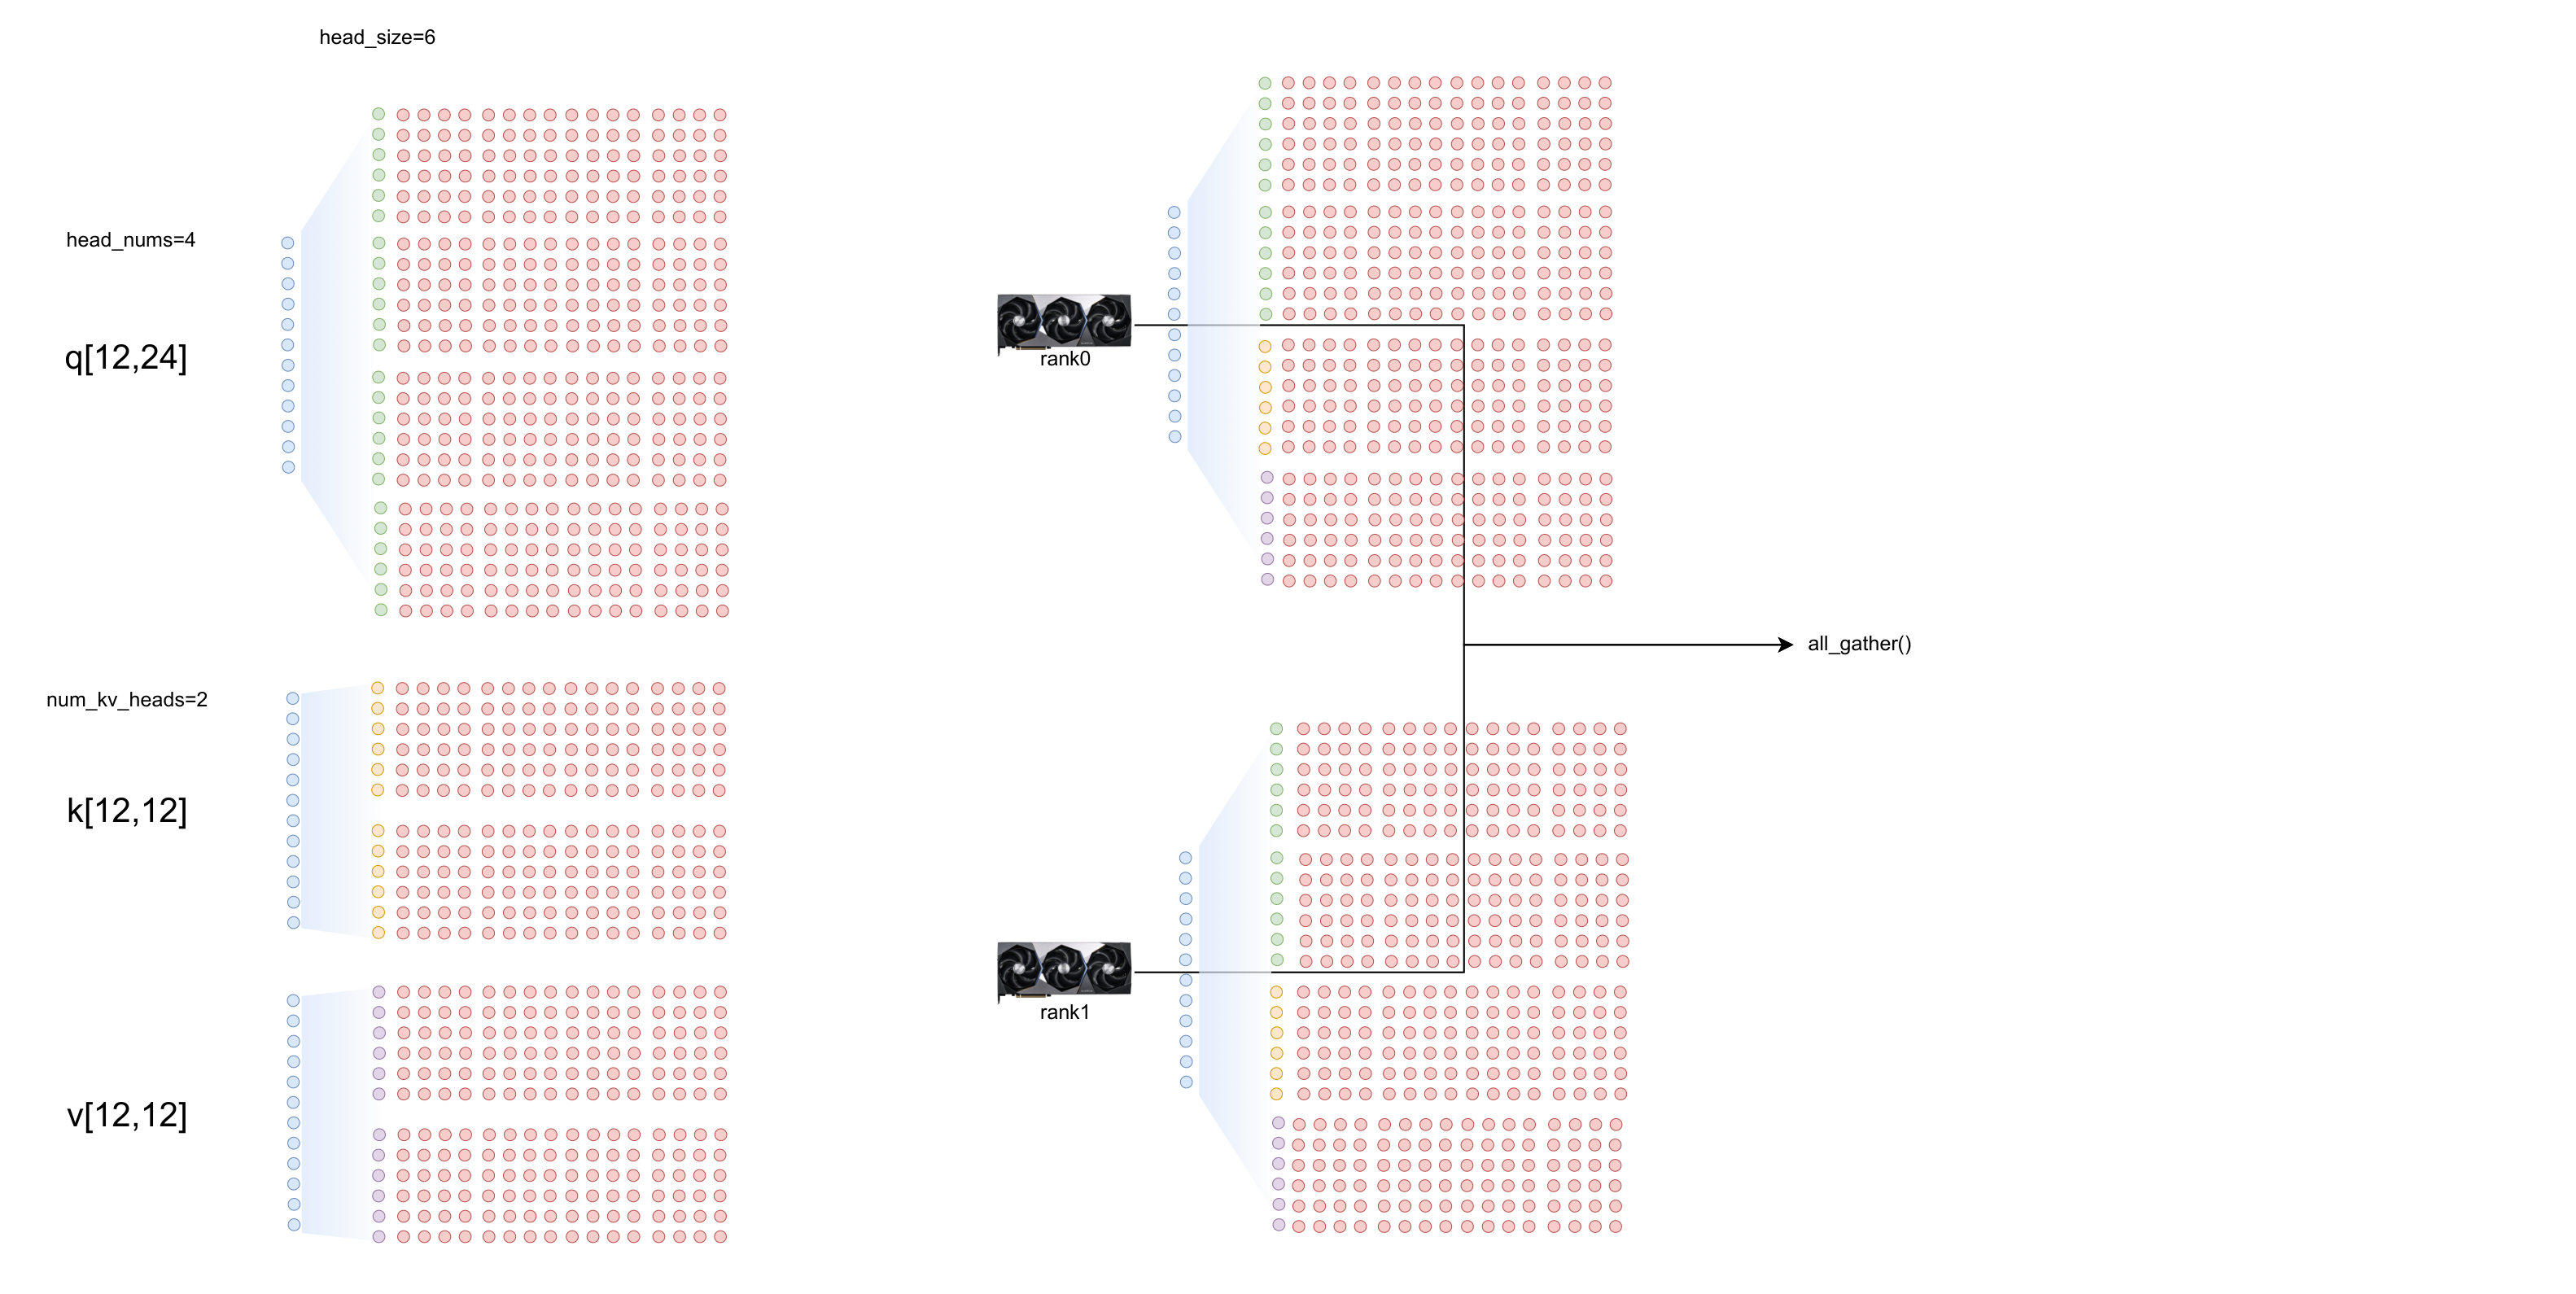 head_size=6
head_nums=4
q[12,24]
num_kv_heads=2
k[12,12]
v[12,12]
rank0
all_gather()
rank1